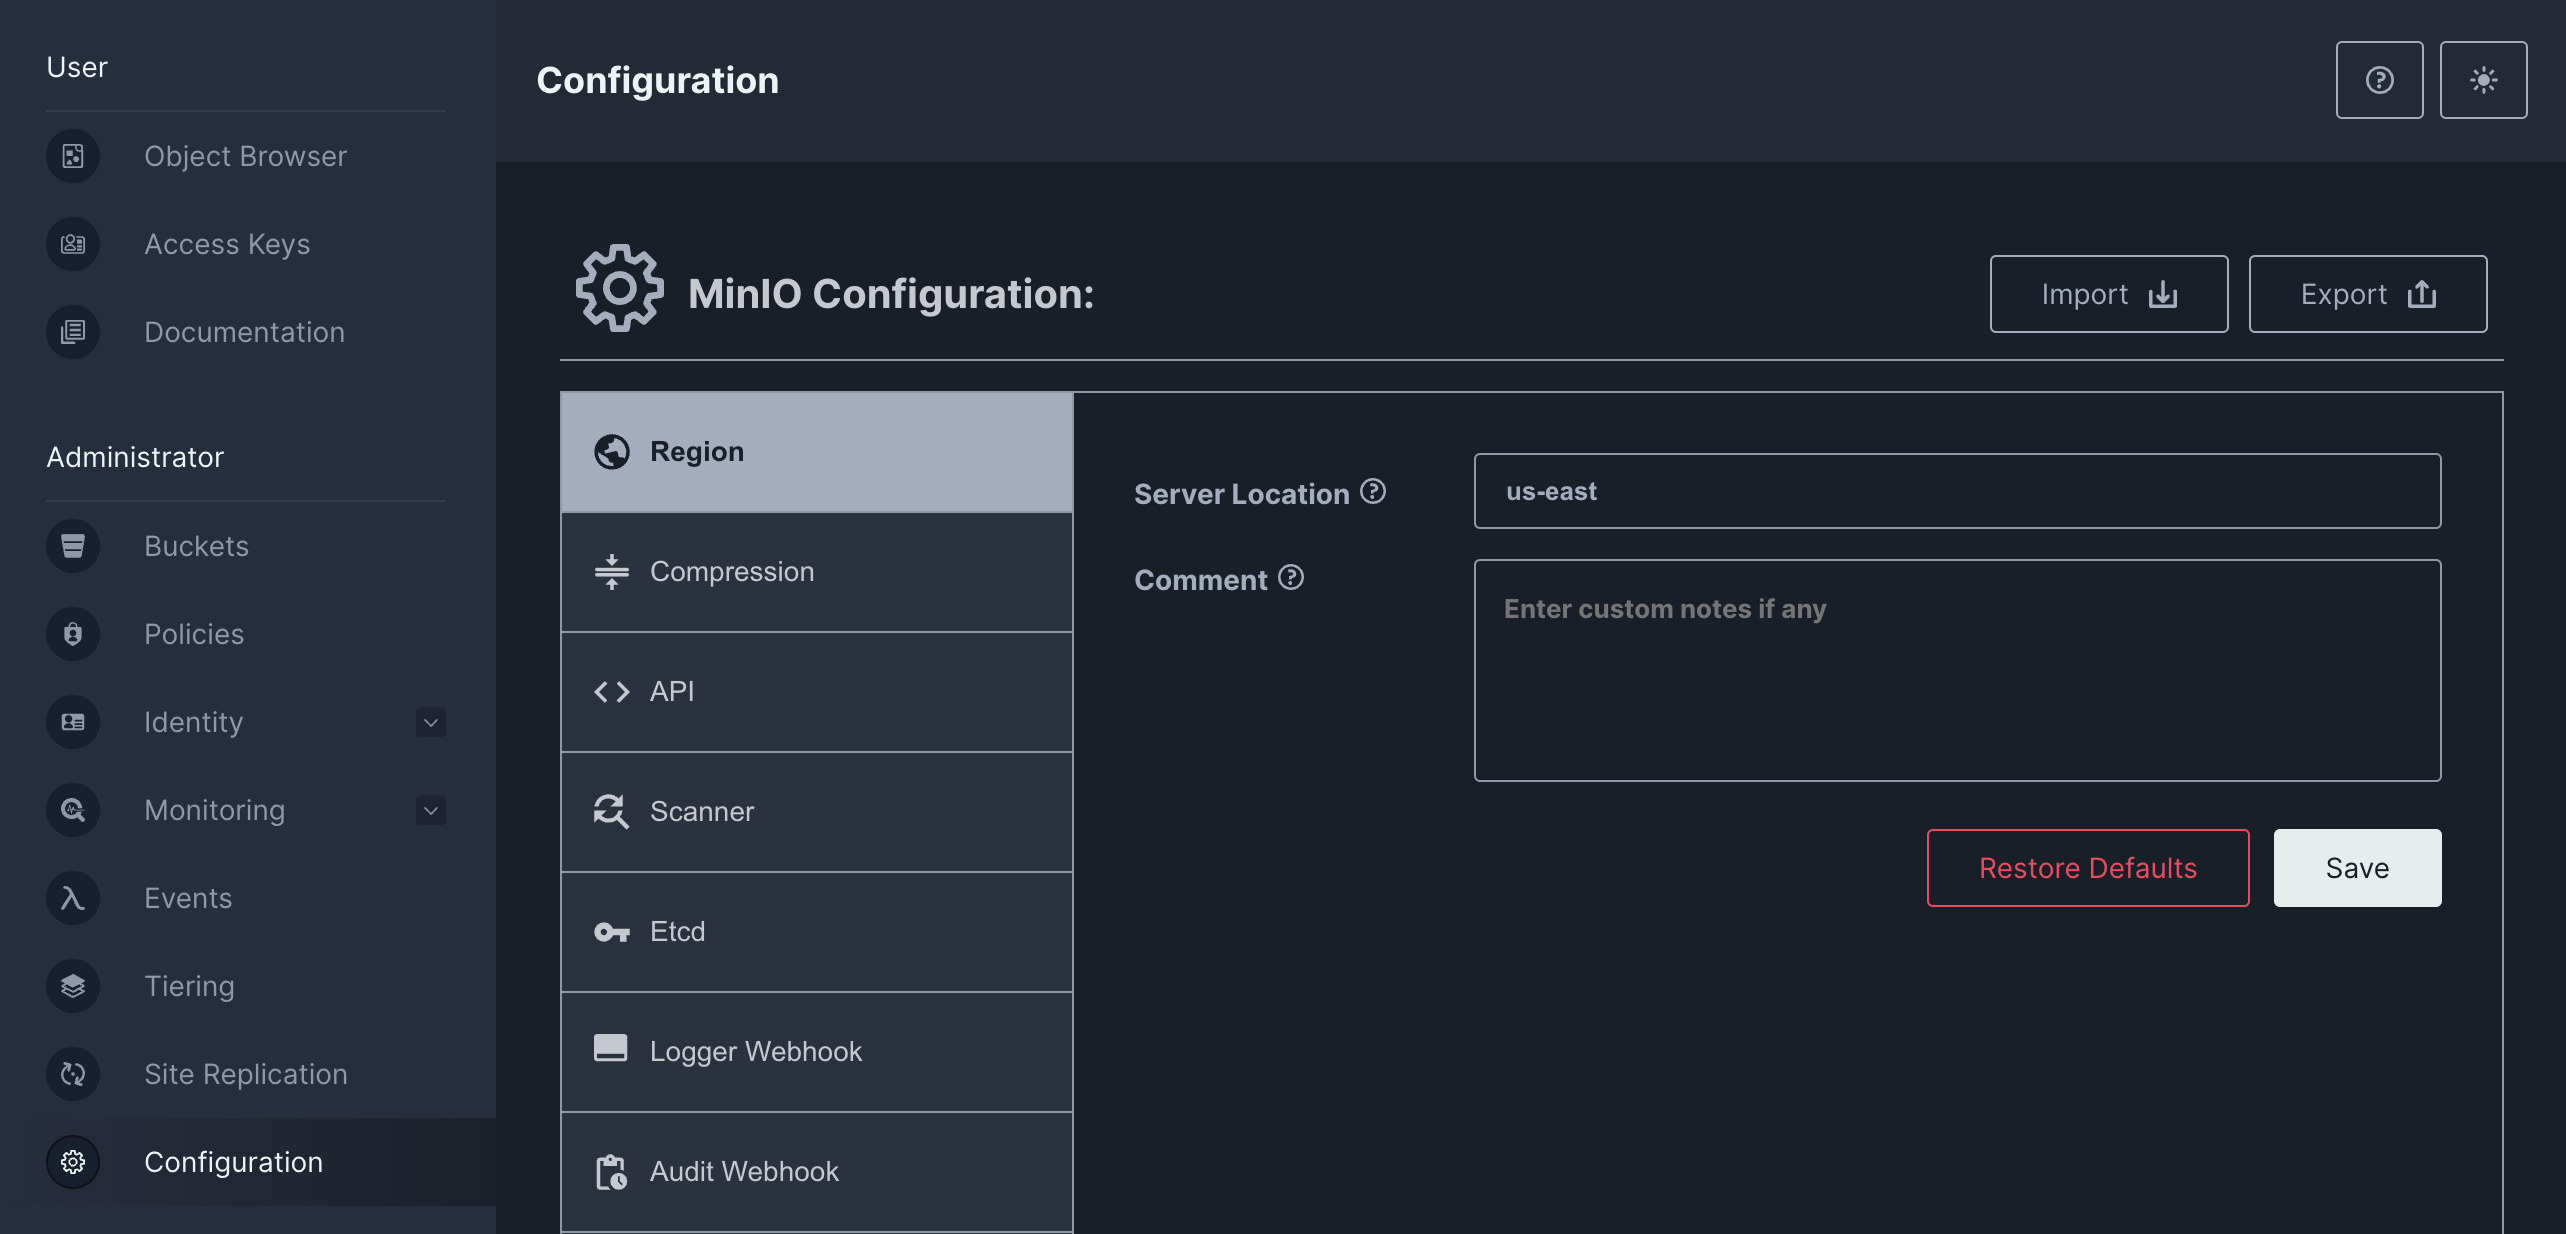 User
Object Browser
Access Keys
Documentation
Administrator
Buckets
Policies
Identity
Monitoring
Events
Tiering
Site Replication
Configuration
Configuration
MinIO Configuration:
Import
Export
Region
Compression
API
Scanner
Etcd
Logger Webhook
Audit Webhook
Server Location
us-east
Comment
Enter custom notes if any
Restore Defaults
Save